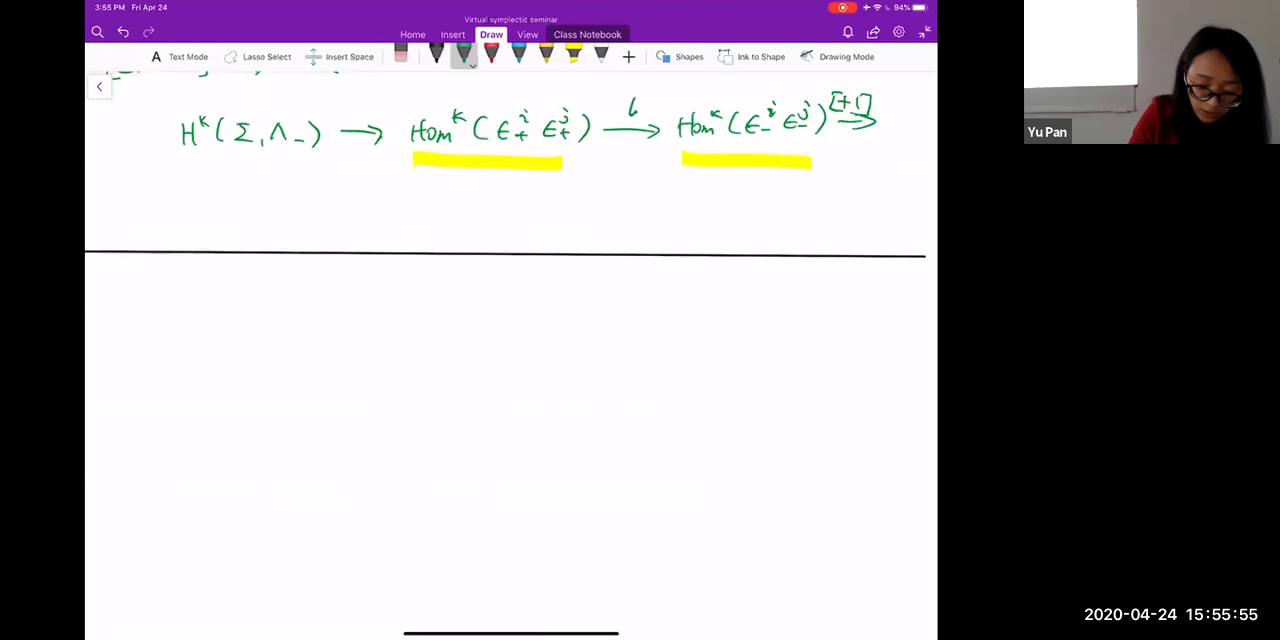 3:55 PM Fri Apr 24
94%
Virtual symplectic seminar
Home Insert Draw View Class Notebook
Text Mode Lasso Select Insert Space Shapes Ink to Shape Drawing Mode
H^k(Σ, Λ_-) → Hom^k(ϵ_+^i ϵ_+^j) → Hom^k(ϵ_-^i ϵ_-^j) [+1] →
Yu Pan
2020-04-24 15:55:55